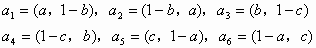 a₁ = (a, 1−b), a₂ = (1−b, a), a₃ = (b, 1−c)
a₄ = (1−c, b), a₅ = (c, 1−a), a₆ = (1−a, c)